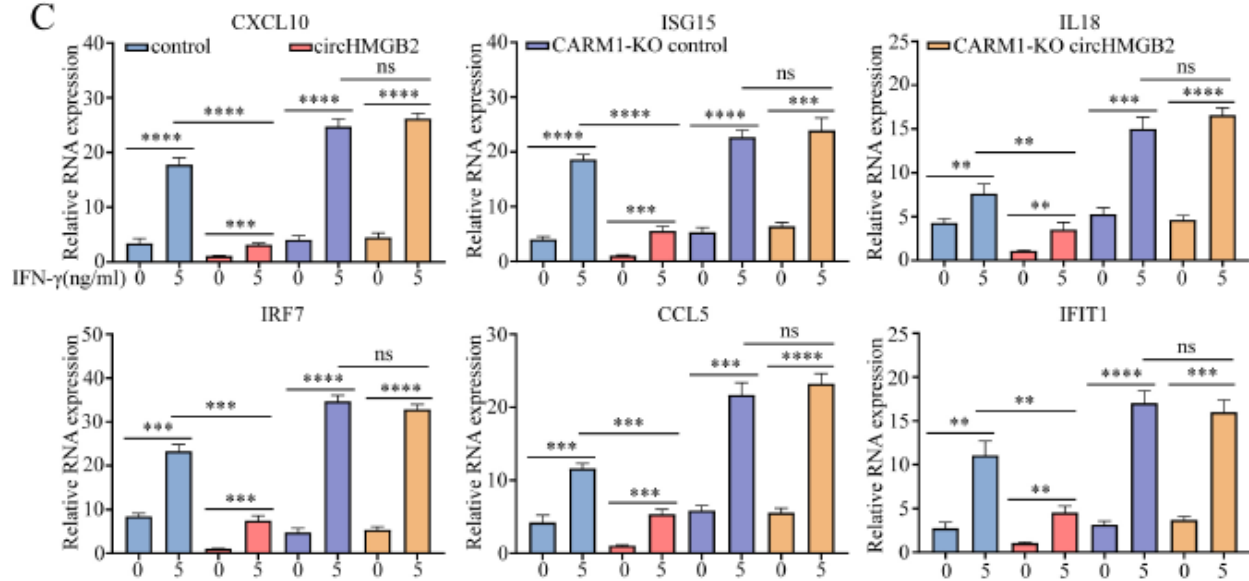 C
CXCL10
ISG15
IL18
control
circHMGB2
CARM1-KO control
CARM1-KO circHMGB2
Relative RNA expression
40
30
20
10
0
****
****
***
****
****
ns
IFN-γ(ng/ml)
0 5 0 5 0 5 0 5
Relative RNA expression
40
30
20
10
0
****
****
***
****
***
ns
0 5 0 5 0 5 0 5
Relative RNA expression
25
20
15
10
5
0
**
**
**
***
****
ns
0 5 0 5 0 5 0 5
IRF7
CCL5
IFIT1
Relative RNA expression
50
40
30
20
10
0
***
***
***
****
****
ns
0 5 0 5 0 5 0 5
Relative RNA expression
30
20
10
0
***
***
***
***
****
ns
0 5 0 5 0 5 0 5
Relative RNA expression
25
20
15
10
5
0
**
**
**
****
***
ns
0 5 0 5 0 5 0 5